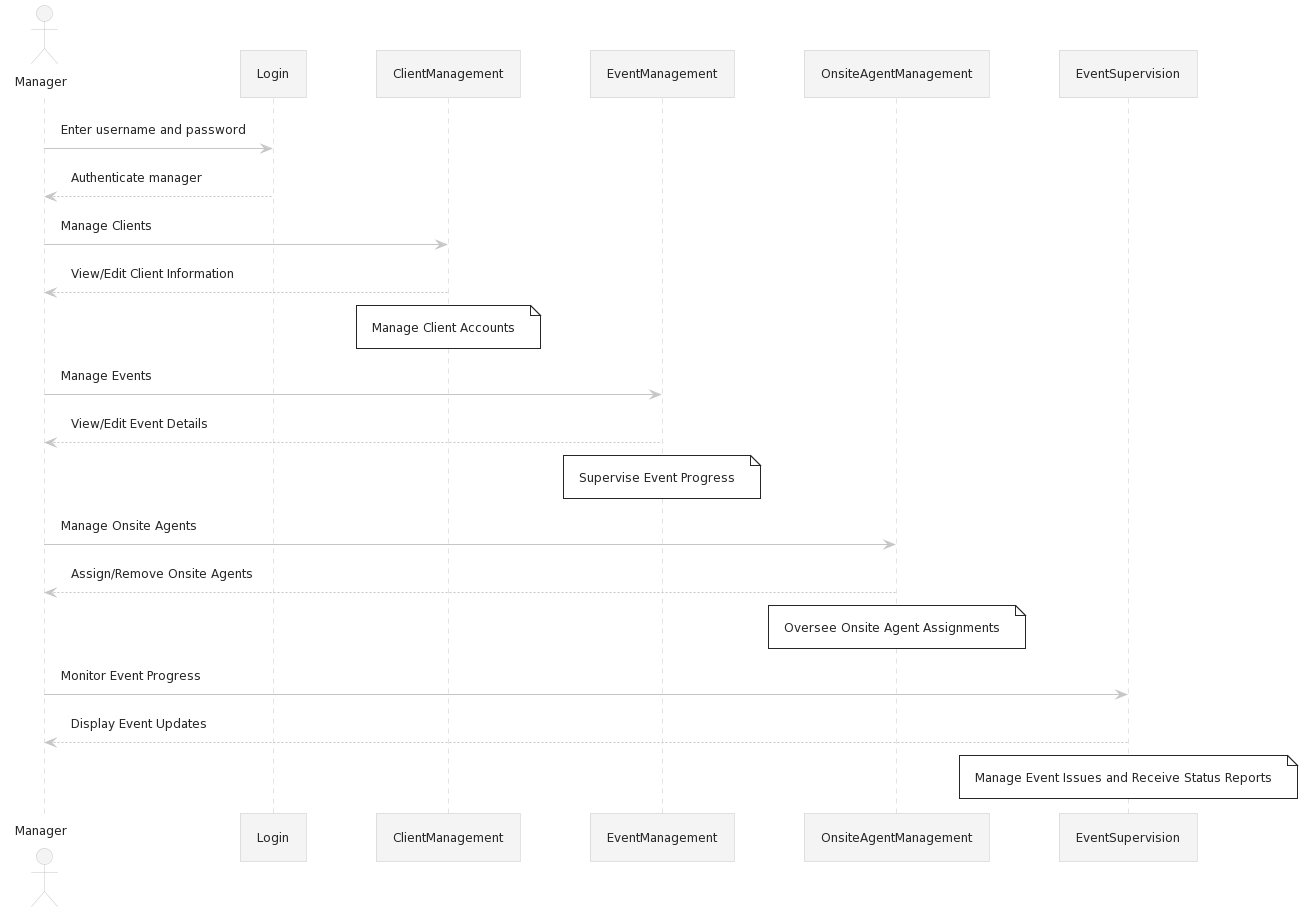 Manager
Login
ClientManagement
EventManagement
OnsiteAgentManagement
EventSupervision
Enter username and password
Authenticate manager
Manage Clients
View/Edit Client Information
Manage Client Accounts
Manage Events
View/Edit Event Details
Supervise Event Progress
Manage Onsite Agents
Assign/Remove Onsite Agents
Oversee Onsite Agent Assignments
Monitor Event Progress
Display Event Updates
Manage Event Issues and Receive Status Reports
Manager
Login
ClientManagement
EventManagement
OnsiteAgentManagement
EventSupervision